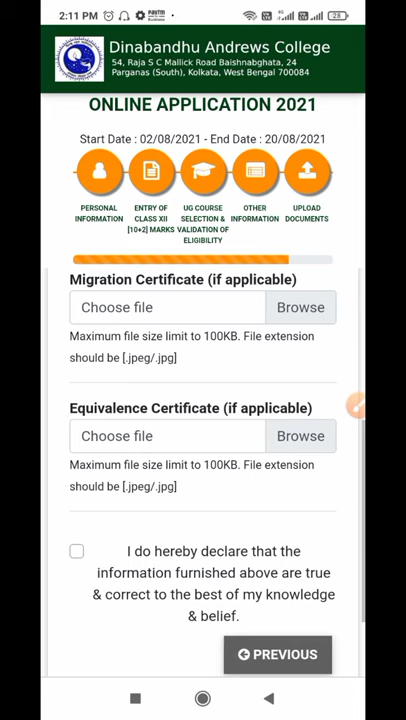 2:11 PM
28
Dinabandhu Andrews College
54, Raja S C Mallick Road Baishnabghata, 24
Parganas (South), Kolkata, West Bengal 700084
ONLINE APPLICATION 2021
Start Date : 02/08/2021 - End Date : 20/08/2021
PERSONAL
INFORMATION
ENTRY OF
CLASS XII
[10+2] MARKS
UG COURSE
SELECTION &
VALIDATION OF
ELIGIBILITY
OTHER
INFORMATION
UPLOAD
DOCUMENTS
Migration Certificate (if applicable)
Choose file Browse
Maximum file size limit to 100KB. File extension
should be [.jpeg/.jpg]
Equivalence Certificate (if applicable)
Choose file Browse
Maximum file size limit to 100KB. File extension
should be [.jpeg/.jpg]
I do hereby declare that the
information furnished above are true
& correct to the best of my knowledge
& belief.
PREVIOUS